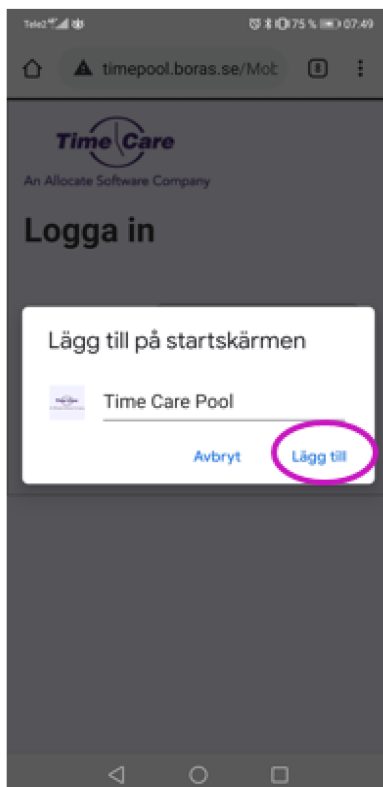 Tele2 75 % 07:49
timepool.boras.se/Mob 8
Time Care
An Allocate Software Company
Logga in
Lägg till på startskärmen
Time Care Pool
Avbryt Lägg till